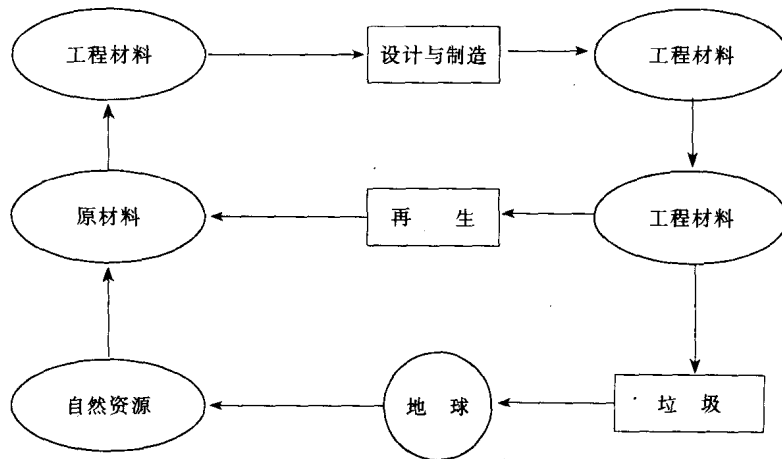 工程材料
设计与制造
工程材料
原材料
再 生
工程材料
自然资源
地 球
垃 圾